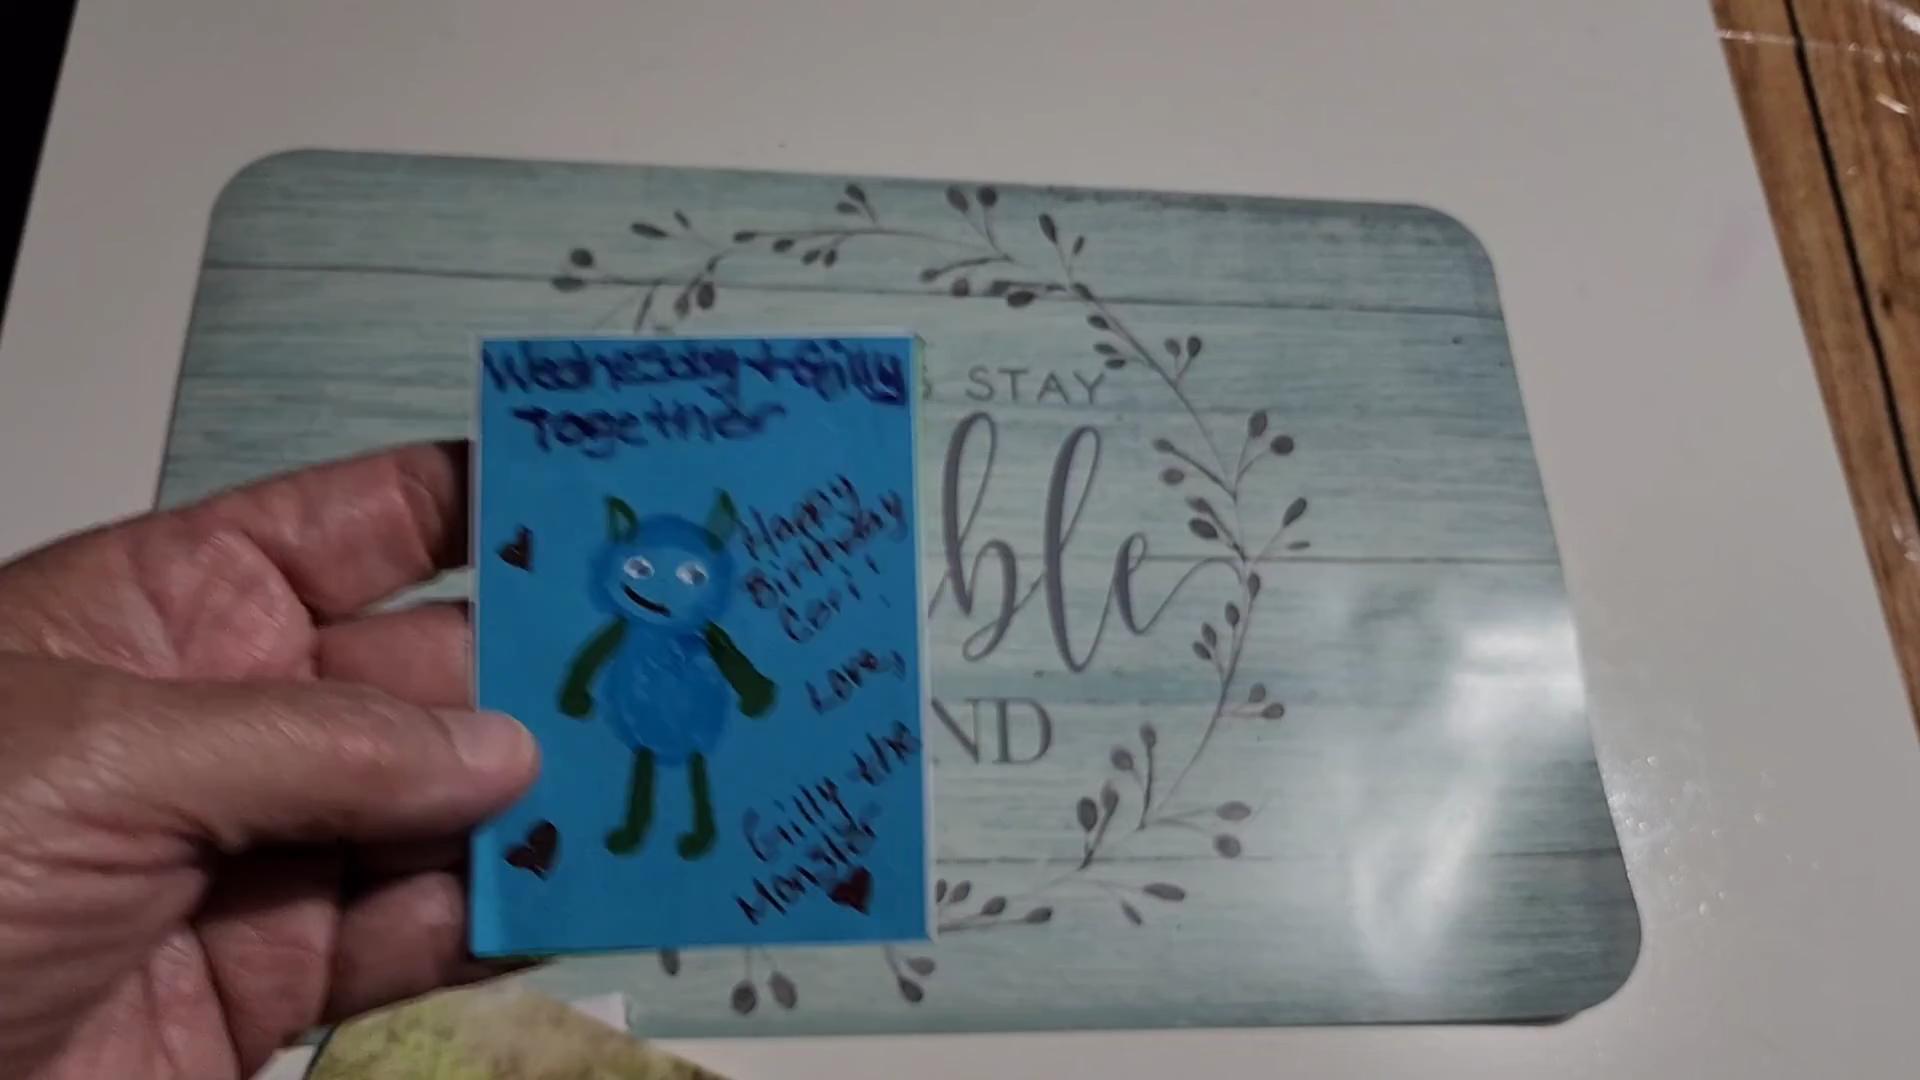 Wednesday + Gilly
Together
Happy
Birthday
Cori!
Love,
Gilly the
Monster
STAY
ble
ND